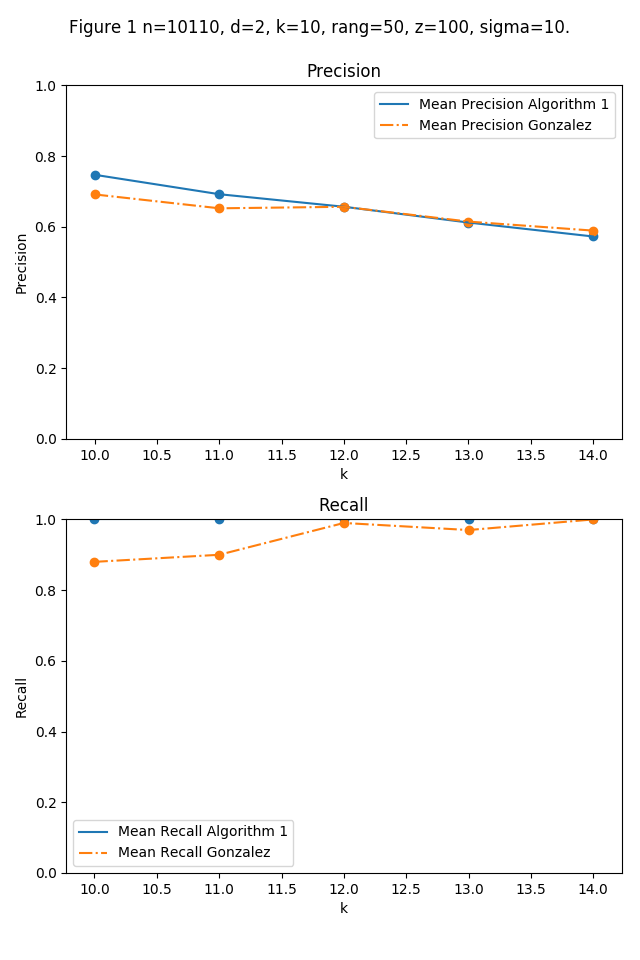 Figure 1 n=10110, d=2, k=10, rang=50, z=100, sigma=10.
Precision
1.0
Mean Precision Algorithm 1
Mean Precision Gonzalez
0.8
0.6
Precision
0.4
0.2
0.0
10.0 10.5 11.0 11.5 12.0 12.5 13.0 13.5 14.0
k
Recall
1.0
0.8
0.6
Recall
0.4
0.2
Mean Recall Algorithm 1
Mean Recall Gonzalez
0.0
10.0 10.5 11.0 11.5 12.0 12.5 13.0 13.5 14.0
k